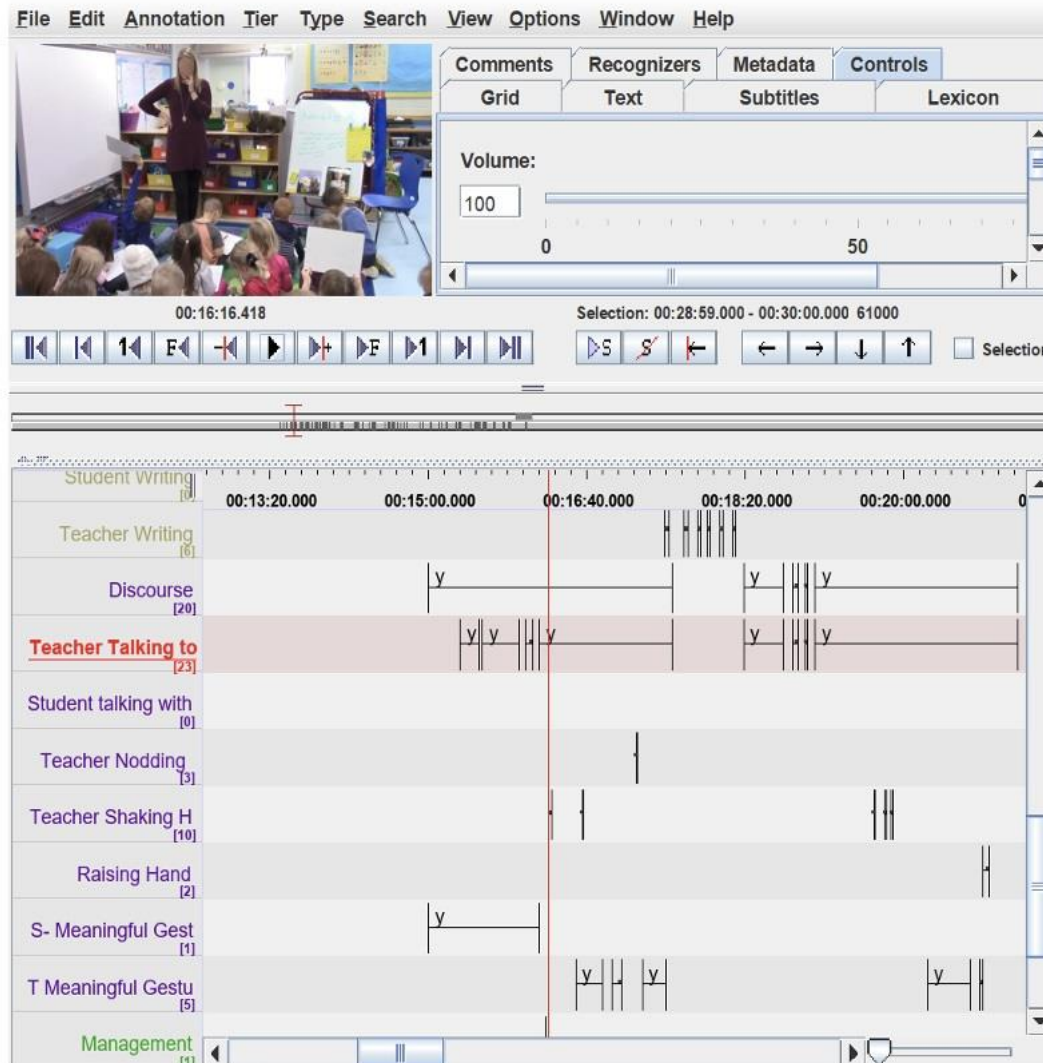 File Edit Annotation Tier Type Search View Options Window Help
Comments Recognizers Metadata Controls
Grid Text Subtitles Lexicon
Volume:
100
0 50
00:16:16.418
Selection: 00:28:59.000 - 00:30:00.000 61000
1 F S S F 1 Selection
Student Writing
00:13:20.000 00:15:00.000 00:16:40.000 00:18:20.000 00:20:00.000 0
Teacher Writing
[6]
Discourse y y y
[20]
Teacher Talking to y y y y y
[23]
Student talking with
[0]
Teacher Nodding
[3]
Teacher Shaking H
[10]
Raising Hand
[2]
S- Meaningful Gest y
[1]
T Meaningful Gestu y y y
[5]
Management
[1]